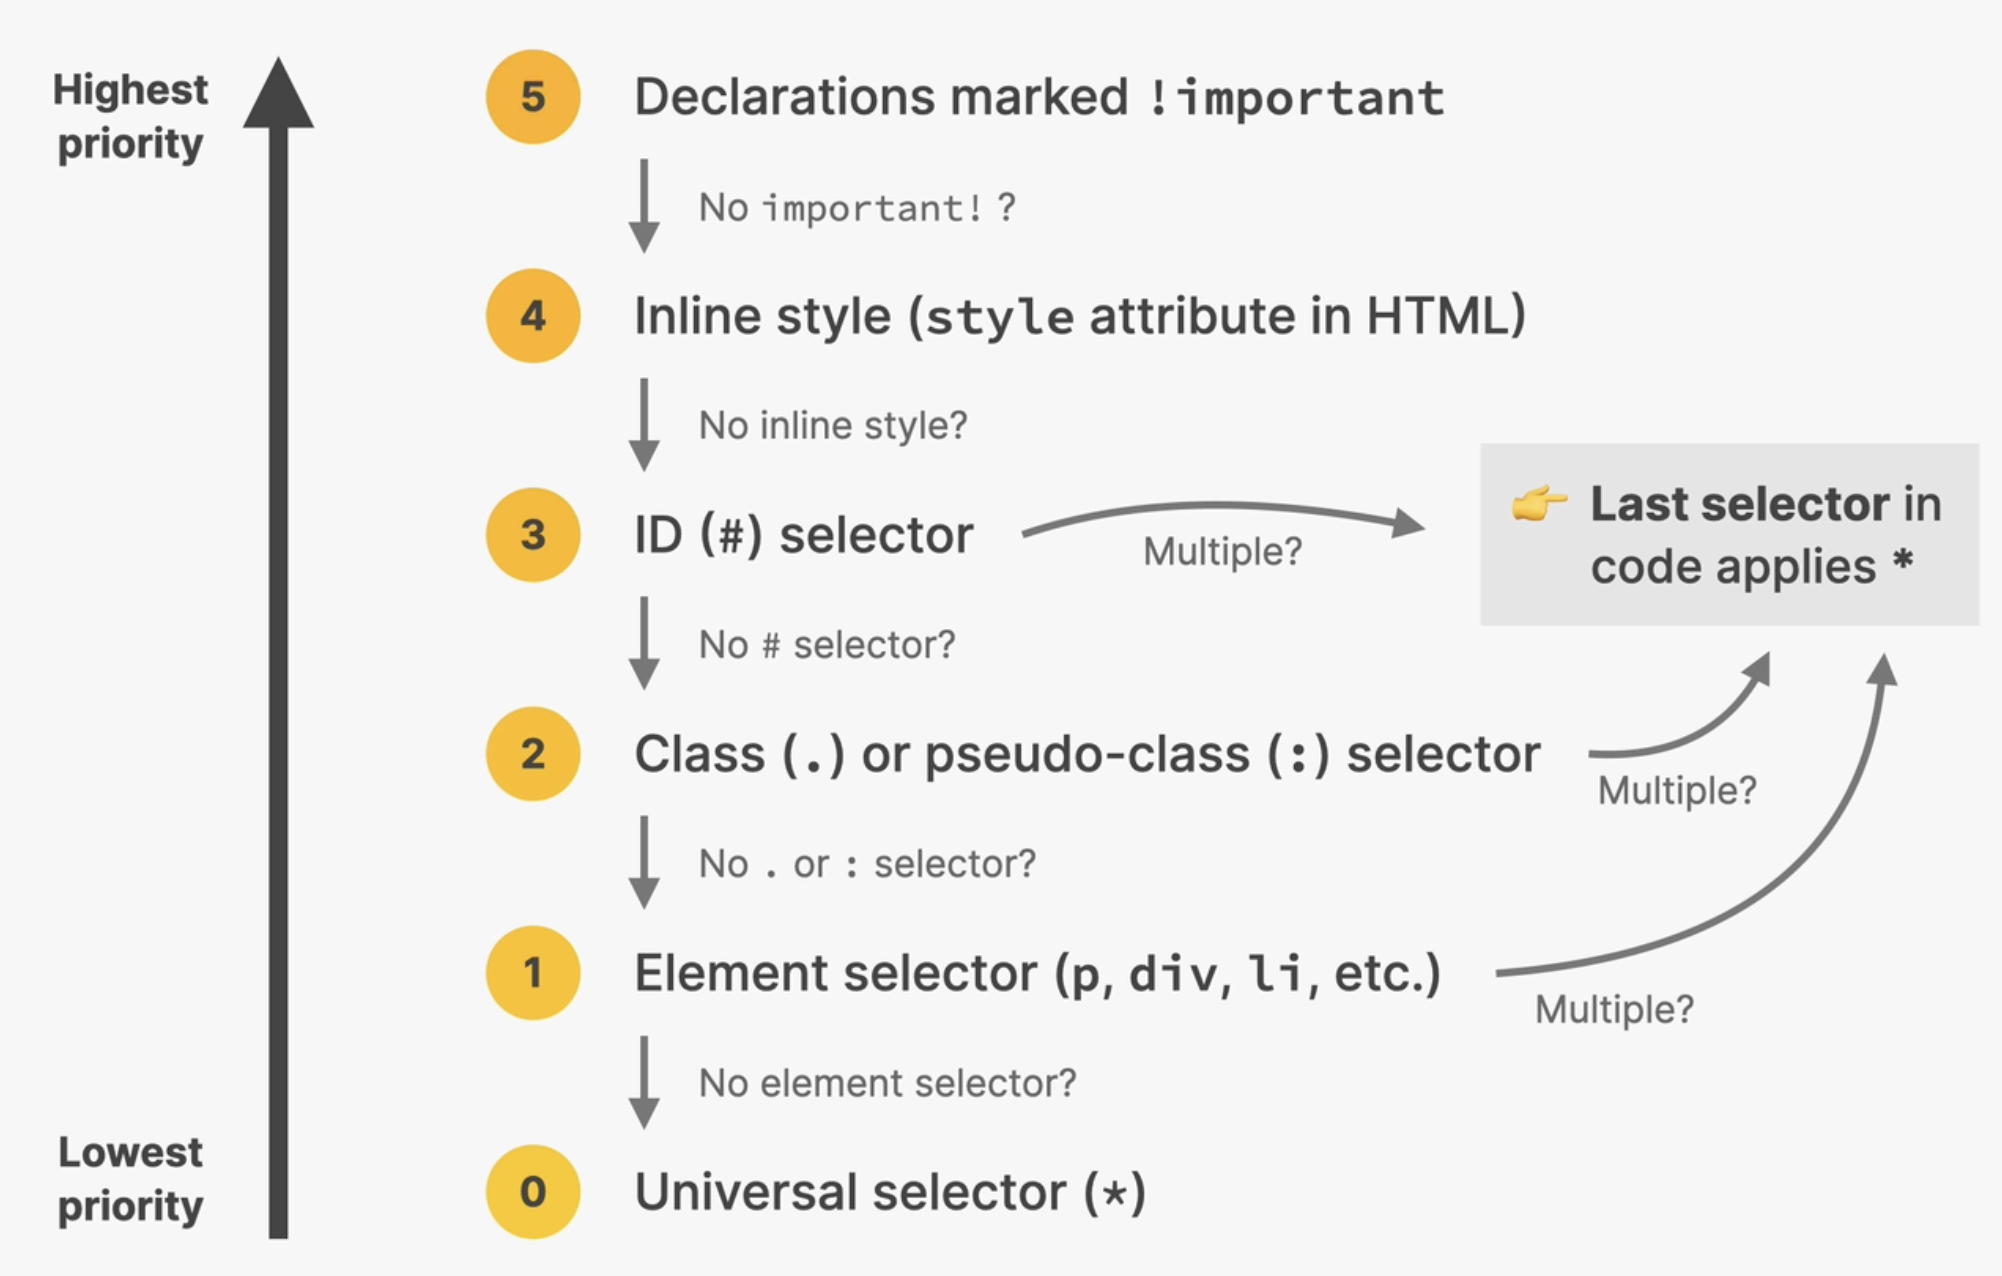 Highest
priority
5
Declarations marked !important
No important! ?
4
Inline style (style attribute in HTML)
No inline style?
3
ID (#) selector
Multiple?
👉 Last selector in
code applies *
No # selector?
2
Class (.) or pseudo-class (:) selector
Multiple?
No . or : selector?
1
Element selector (p, div, li, etc.)
Multiple?
No element selector?
Lowest
priority
0
Universal selector (*)